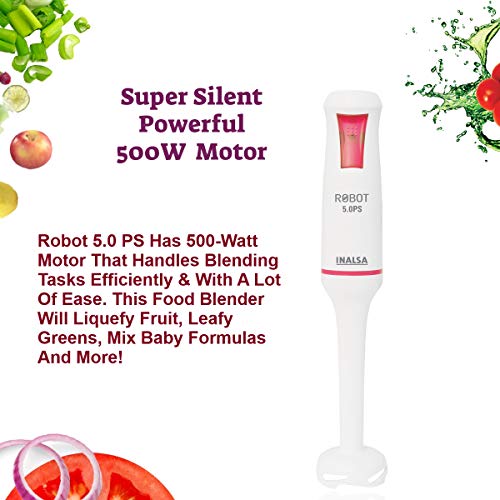 Super Silent
Powerful
500W Motor
ROBOT
5.0PS
INALSA
Robot 5.0 PS Has 500-Watt
Motor That Handles Blending
Tasks Efficiently & With A Lot
Of Ease. This Food Blender
Will Liquefy Fruit, Leafy
Greens, Mix Baby Formulas
And More!